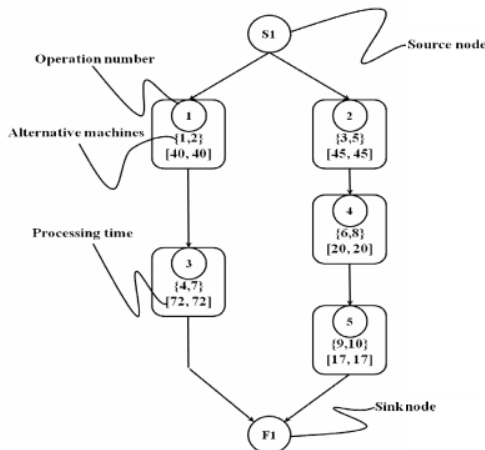 S1
Source node
Operation number
1
{1,2}
[40, 40]
2
{3,5}
[45, 45]
Alternative machines
4
{6,8}
[20, 20]
Processing time
3
{4,7}
[72, 72]
5
{9,10}
[17, 17]
Sink node
F1